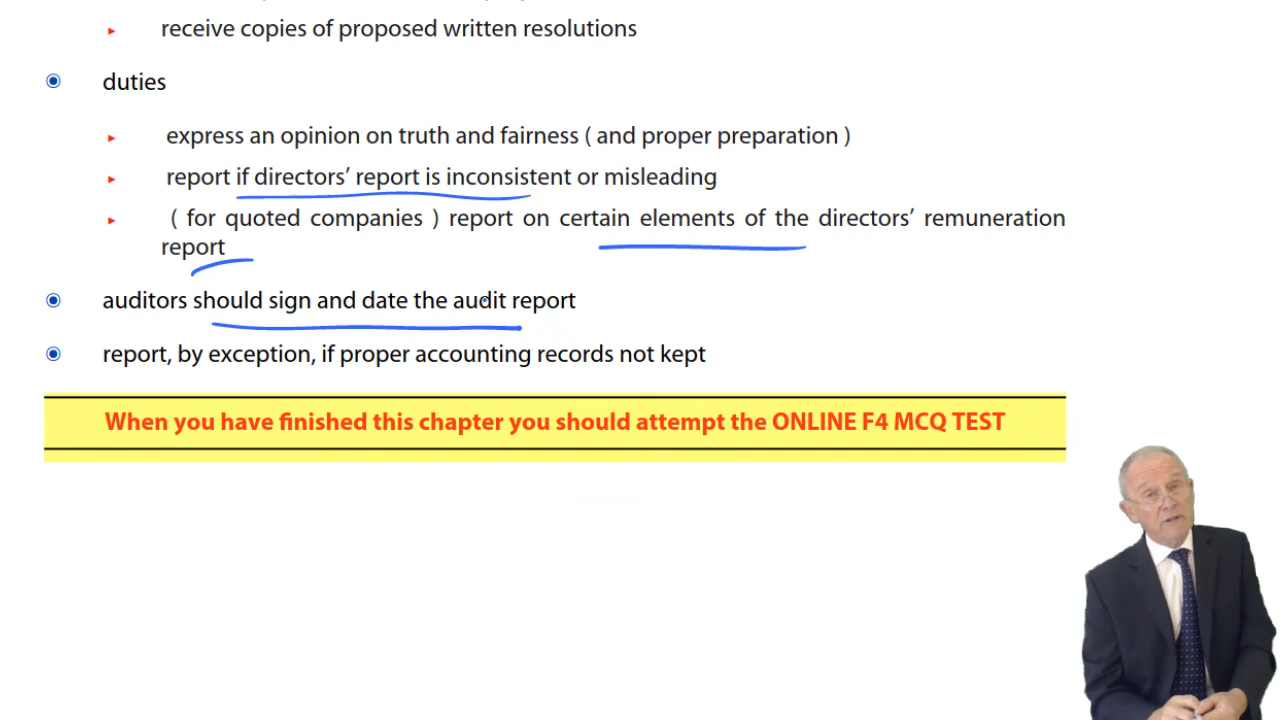 receive copies of proposed written resolutions
duties
express an opinion on truth and fairness ( and proper preparation )
report if directors' report is inconsistent or misleading
( for quoted companies ) report on certain elements of the directors' remuneration
report
auditors should sign and date the audit report
report, by exception, if proper accounting records not kept
When you have finished this chapter you should attempt the ONLINE F4 MCQ TEST